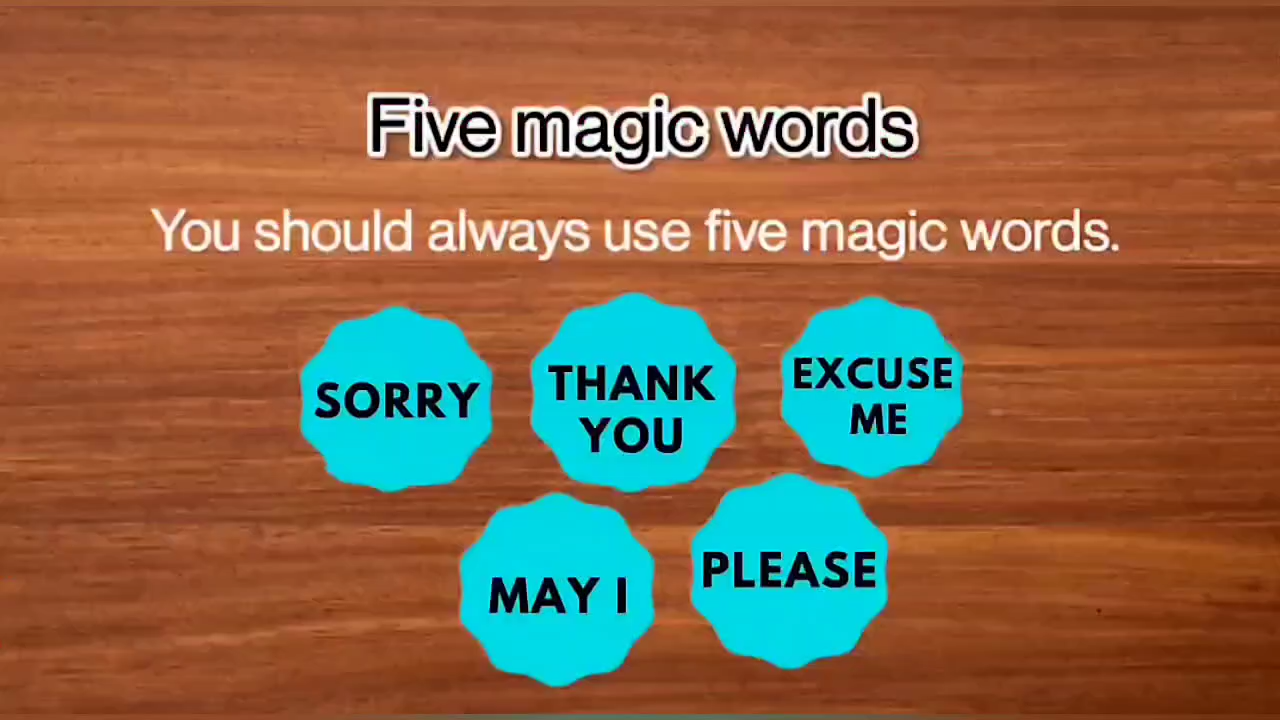 Five magic words
You should always use five magic words.
SORRY
THANK
YOU
EXCUSE
ME
MAY I
PLEASE